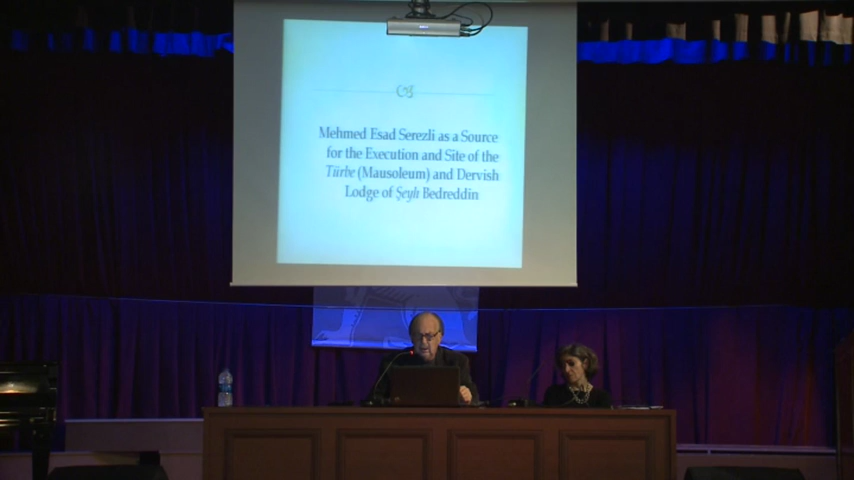 Mehmed Esad Serezli as a Source
for the Execution and Site of the
Türbe (Mausoleum) and Dervish
Lodge of Şeyh Bedreddin